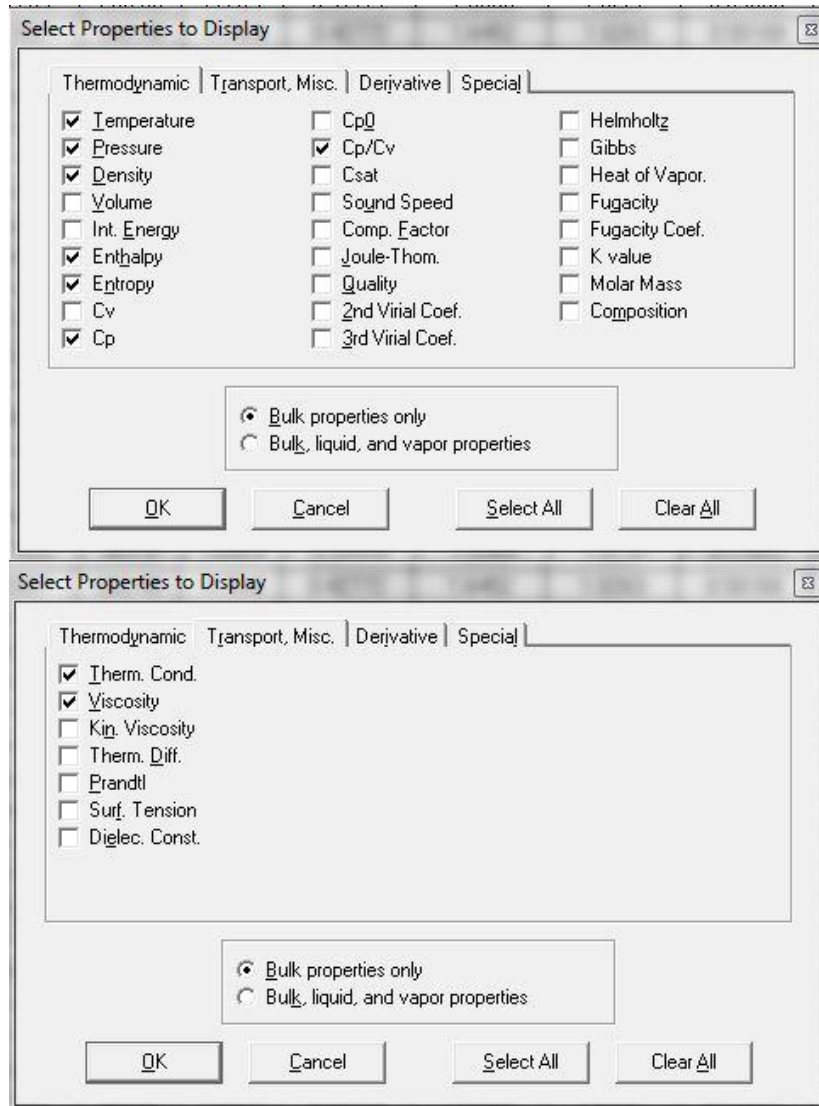 Select Properties to Display
Thermodynamic Transport, Misc. Derivative Special
Temperature Cp0 Helmholtz
Pressure Cp/Cv Gibbs
Density Csat Heat of Vapor.
Volume Sound Speed Fugacity
Int. Energy Comp. Factor Fugacity Coef.
Enthalpy Joule-Thom. K value
Entropy Quality Molar Mass
Cv 2nd Virial Coef. Composition
Cp 3rd Virial Coef.
Bulk properties only
Bulk, liquid, and vapor properties
OK Cancel Select All Clear All
Select Properties to Display
Thermodynamic Transport, Misc. Derivative Special
Therm. Cond.
Viscosity
Kin. Viscosity
Therm. Diff.
Prandtl
Surf. Tension
Dielec. Const.
Bulk properties only
Bulk, liquid, and vapor properties
OK Cancel Select All Clear All